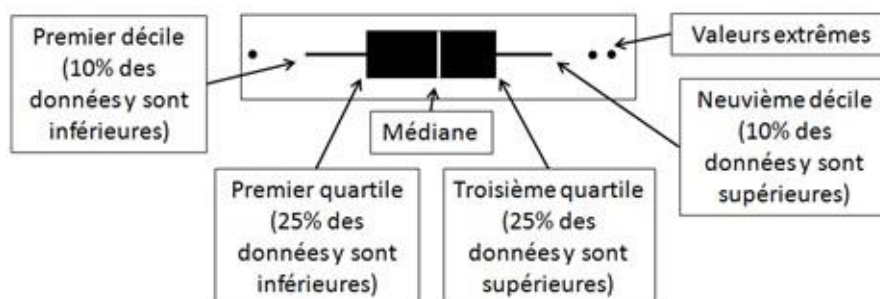 Premier décile
(10% des
données y sont
inférieures)
Valeurs extrêmes
Médiane
Neuvième décile
(10% des
données y sont
supérieures)
Premier quartile
(25% des
données y sont
inférieures)
Troisième quartile
(25% des
données y sont
supérieures)